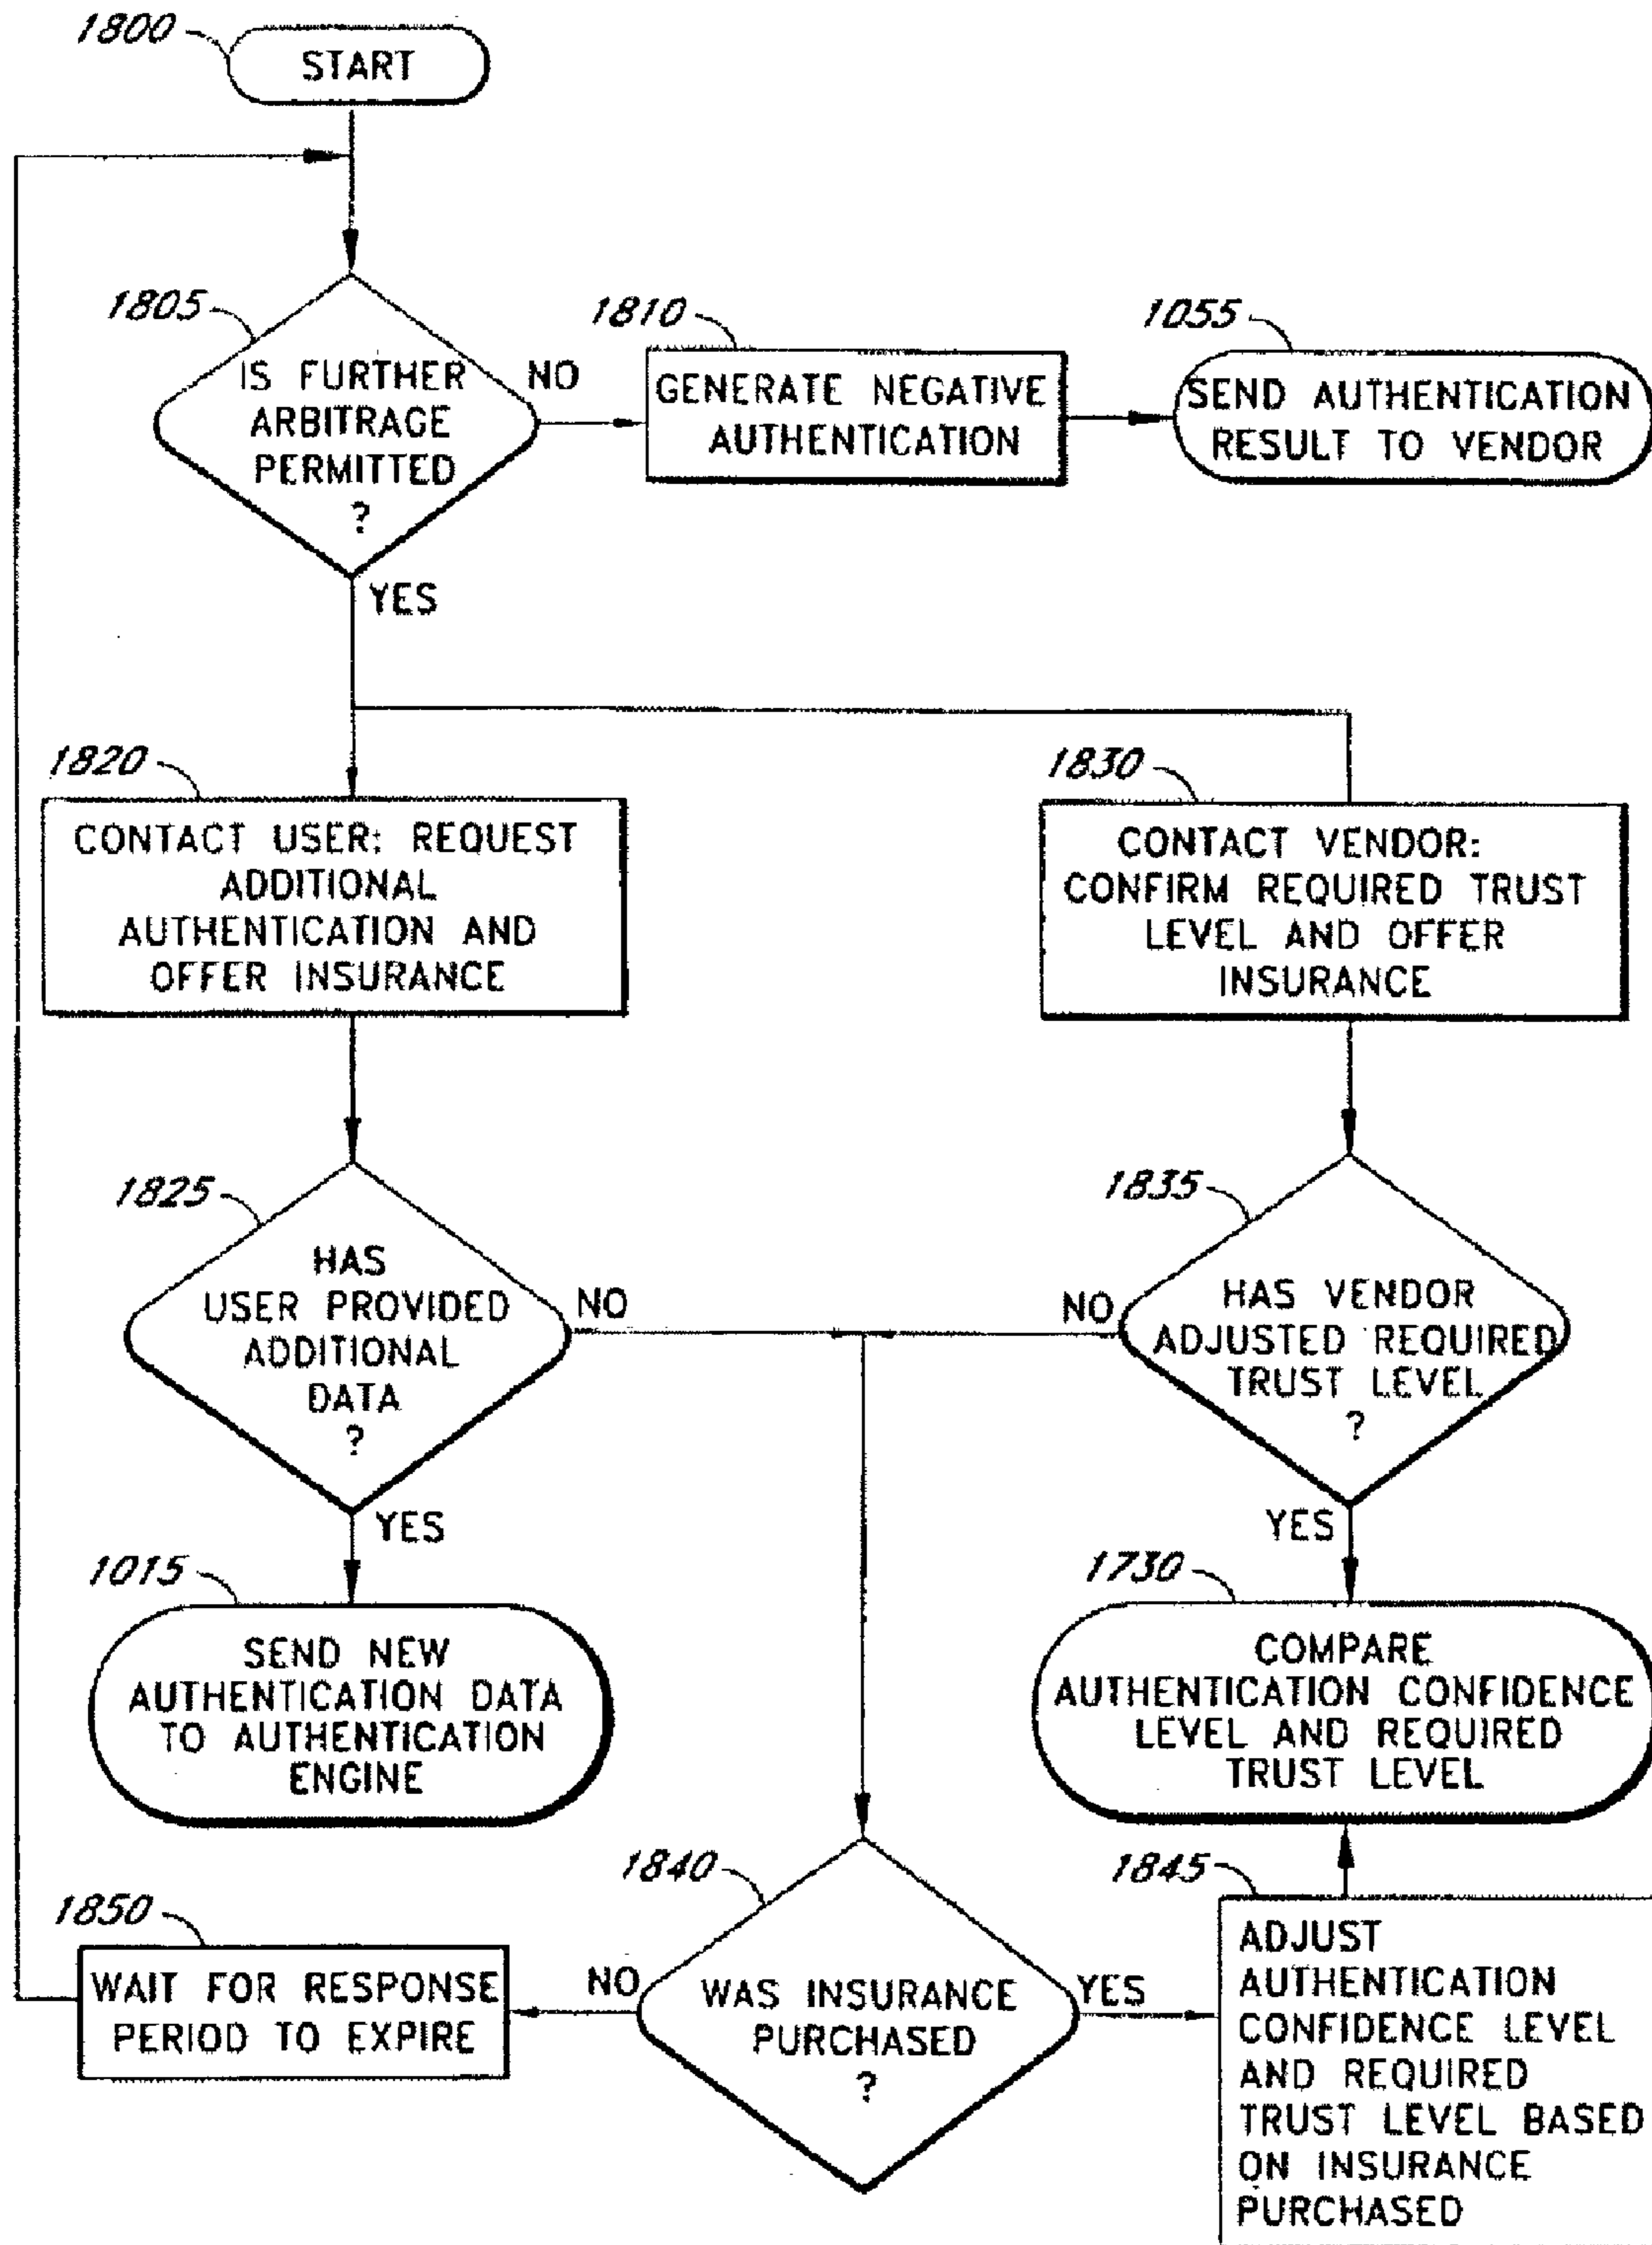 1800
START
1805
IS FURTHER
ARBITRAGE
PERMITTED
?
NO
YES
1810
GENERATE NEGATIVE
AUTHENTICATION
1055
SEND AUTHENTICATION
RESULT TO VENDOR
1820
CONTACT USER: REQUEST
ADDITIONAL
AUTHENTICATION AND
OFFER INSURANCE
1830
CONTACT VENDOR:
CONFIRM REQUIRED TRUST
LEVEL AND OFFER
INSURANCE
1825
HAS
USER PROVIDED
ADDITIONAL
DATA
?
NO
YES
1835
HAS VENDOR
ADJUSTED REQUIRED
TRUST LEVEL
?
NO
YES
1015
SEND NEW
AUTHENTICATION DATA
TO AUTHENTICATION
ENGINE
1730
COMPARE
AUTHENTICATION CONFIDENCE
LEVEL AND REQUIRED
TRUST LEVEL
1840
WAS INSURANCE
PURCHASED
?
NO
YES
1850
WAIT FOR RESPONSE
PERIOD TO EXPIRE
1845
ADJUST
AUTHENTICATION
CONFIDENCE LEVEL
AND REQUIRED
TRUST LEVEL BASED
ON INSURANCE
PURCHASED